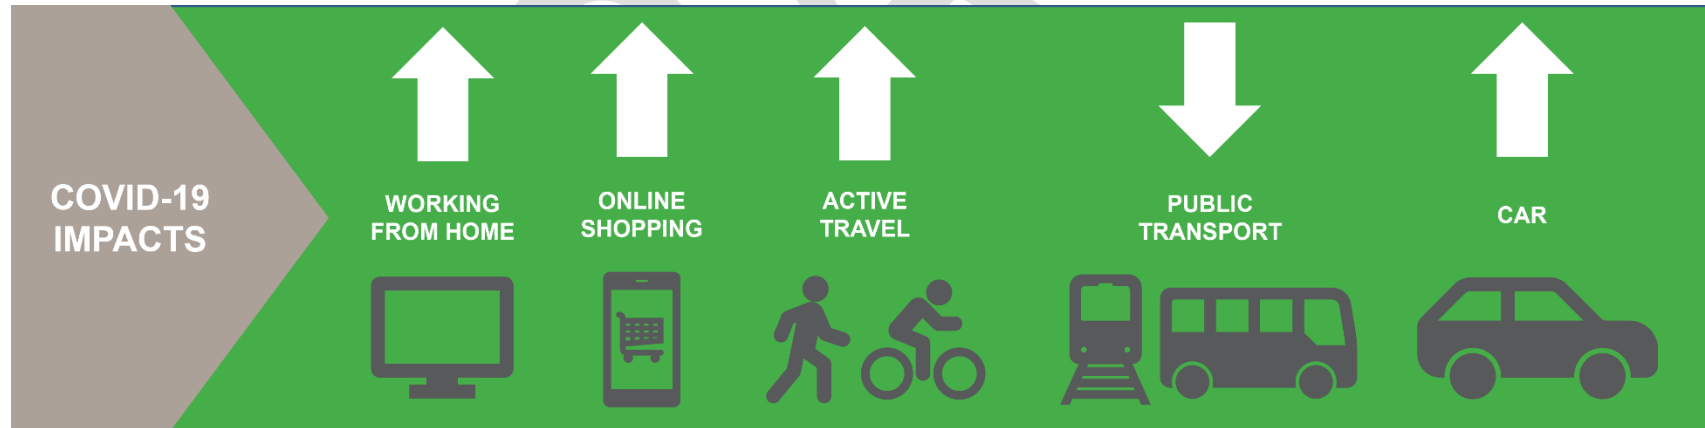 COVID-19
IMPACTS
WORKING
FROM HOME
ONLINE
SHOPPING
ACTIVE
TRAVEL
PUBLIC
TRANSPORT
CAR